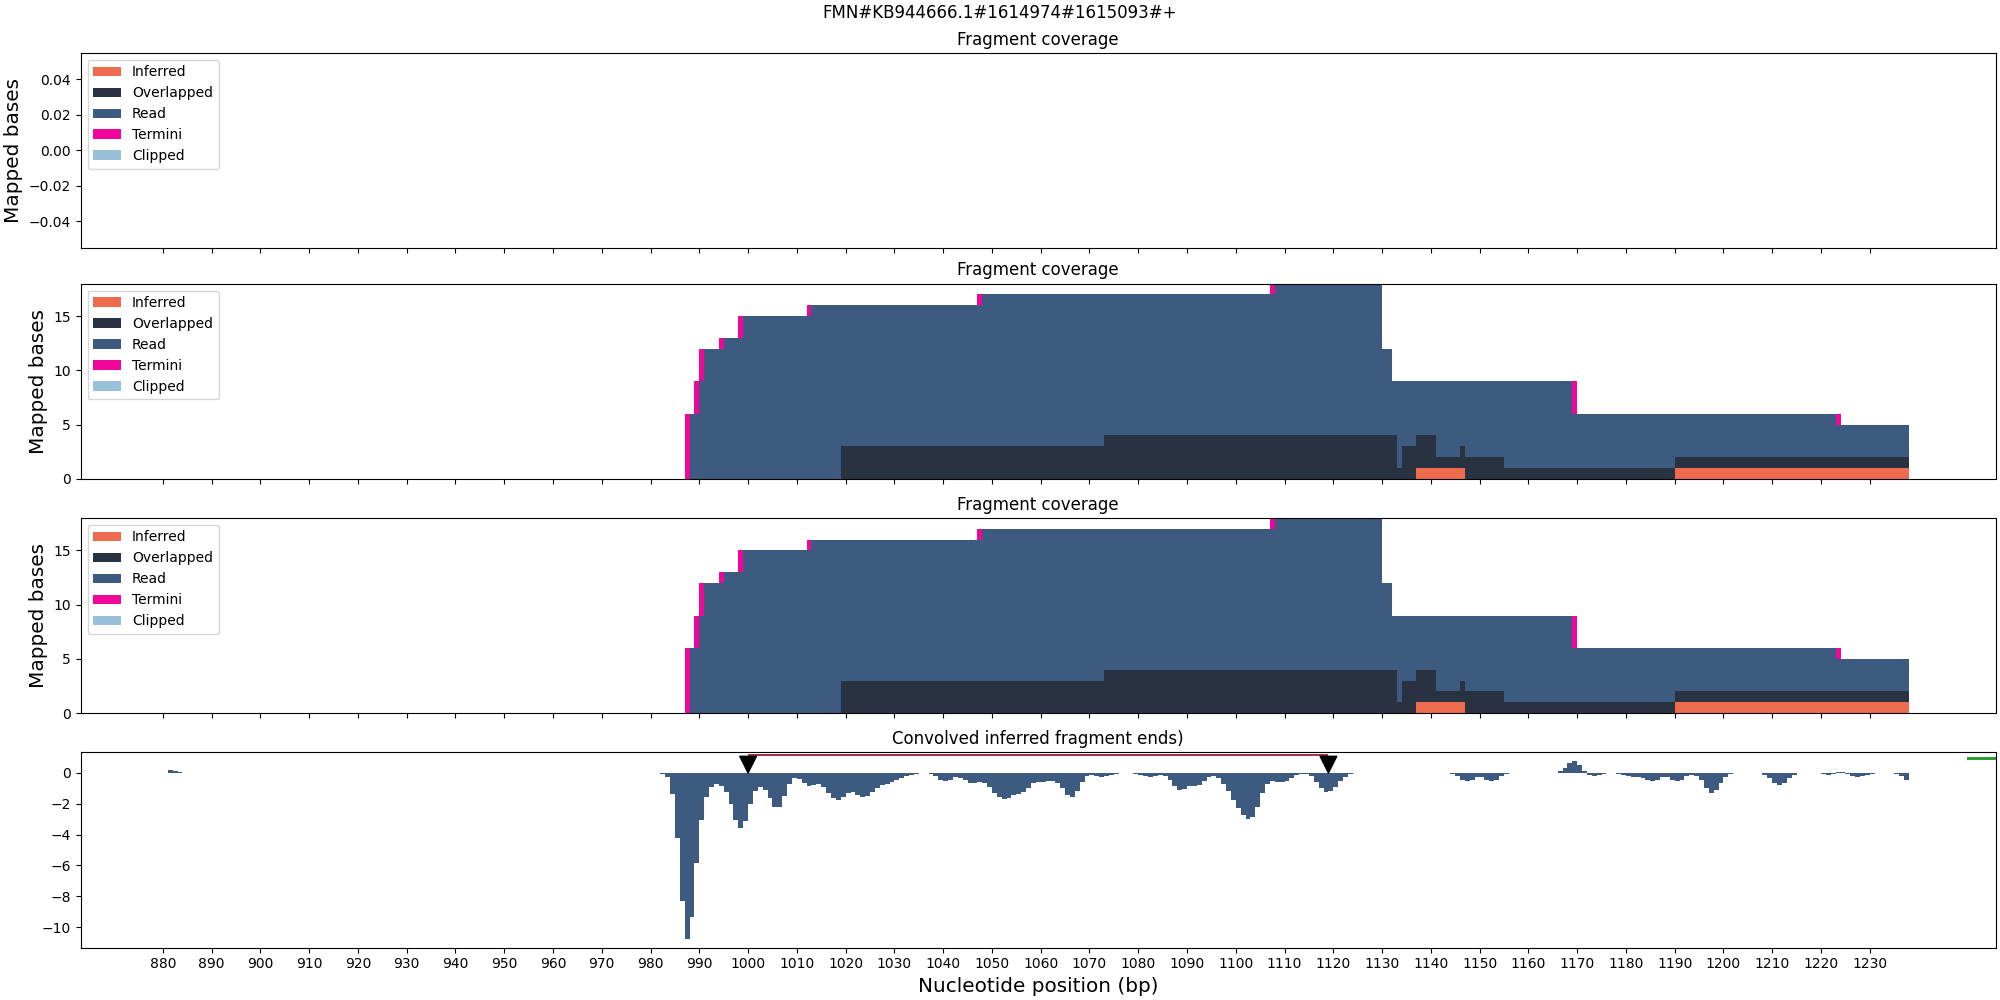 FMN#KB944666.1#1614974#1615093#+
Fragment coverage
Mapped bases
0.04
0.02
0.00
−0.02
−0.04
Inferred
Overlapped
Read
Termini
Clipped
Fragment coverage
Mapped bases
15
10
5
0
Inferred
Overlapped
Read
Termini
Clipped
Fragment coverage
Mapped bases
15
10
5
0
Inferred
Overlapped
Read
Termini
Clipped
Convolved inferred fragment ends)
0
−2
−4
−6
−8
−10
880 890 900 910 920 930 940 950 960 970 980 990 1000 1010 1020 1030 1040 1050 1060 1070 1080 1090 1100 1110 1120 1130 1140 1150 1160 1170 1180 1190 1200 1210 1220 1230
Nucleotide position (bp)